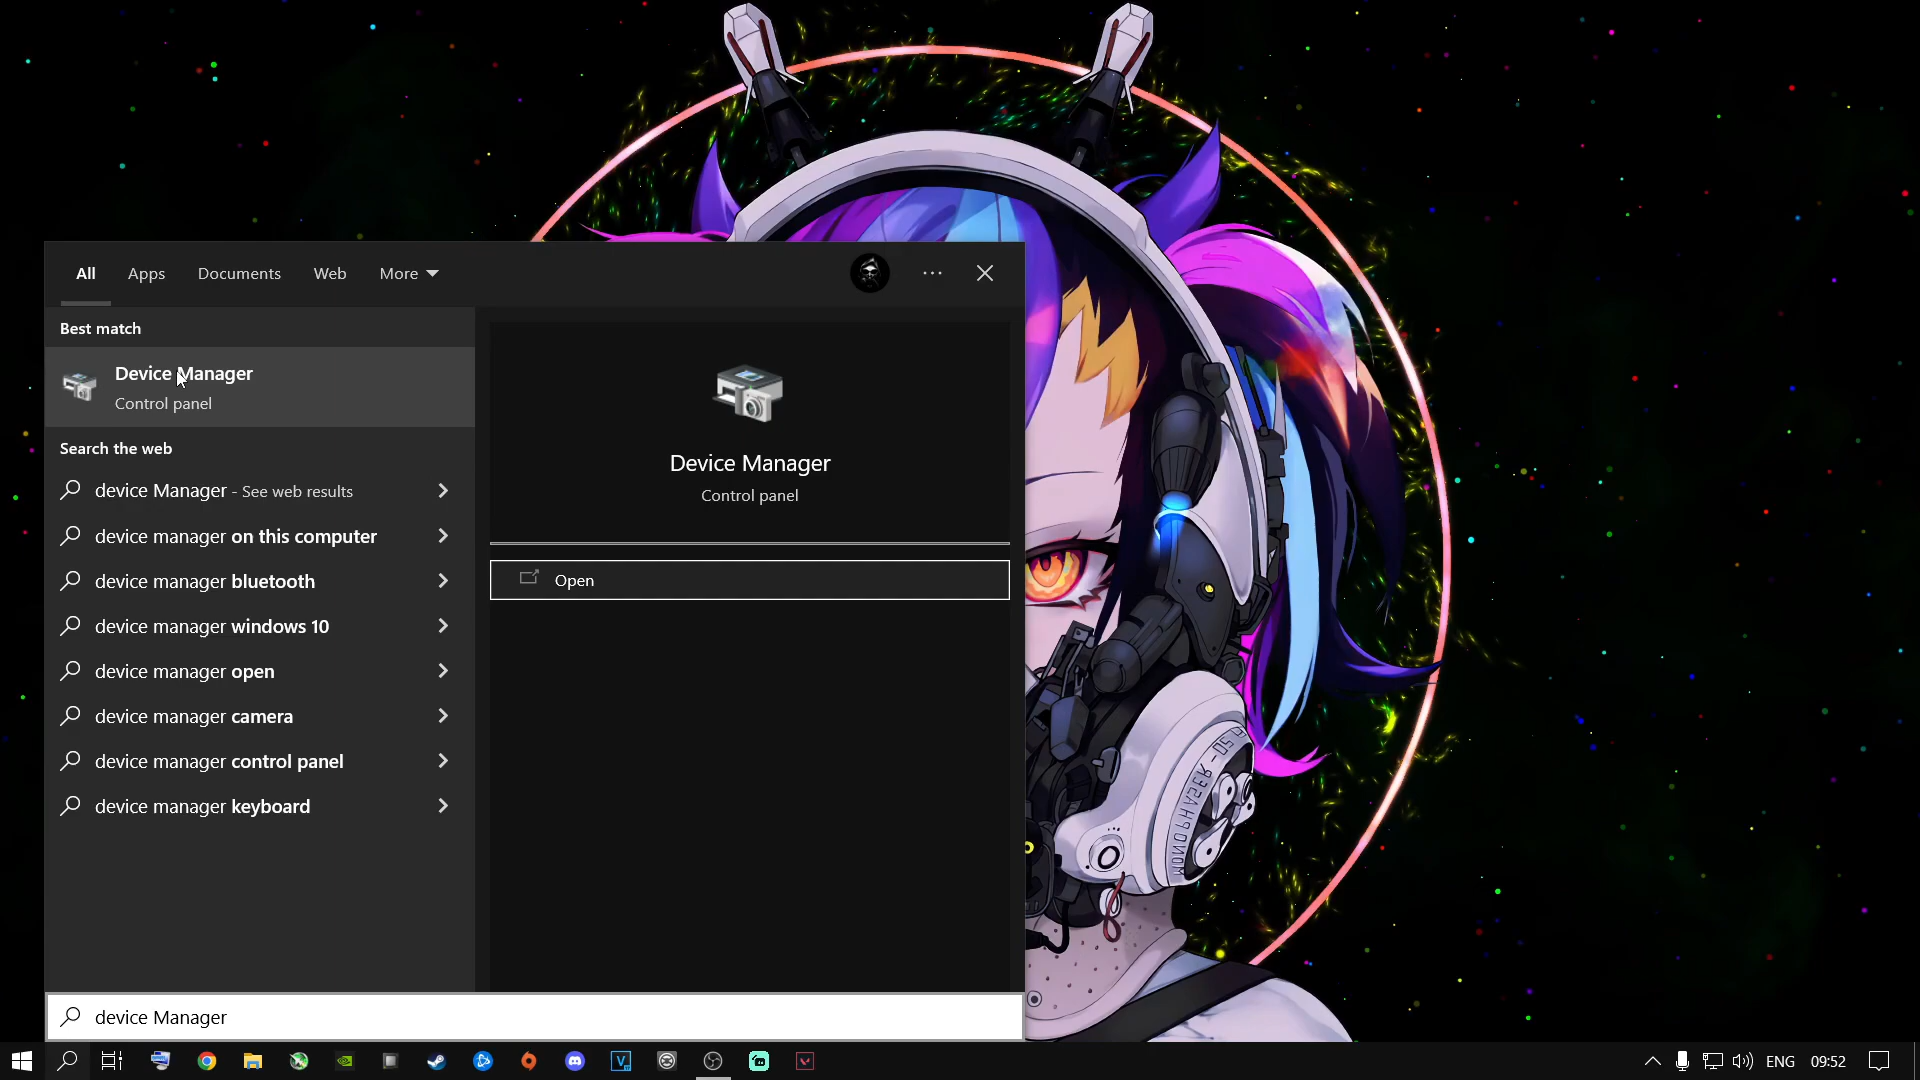 All
Apps
Documents
Web
More
Best match
Device Manager
Control panel
Search the web
device Manager - See web results
device manager on this computer
device manager bluetooth
device manager windows 10
device manager open
device manager camera
device manager control panel
device manager keyboard
Device Manager
Control panel
Open
MONOPHASER
device Manager
ENG
09:52